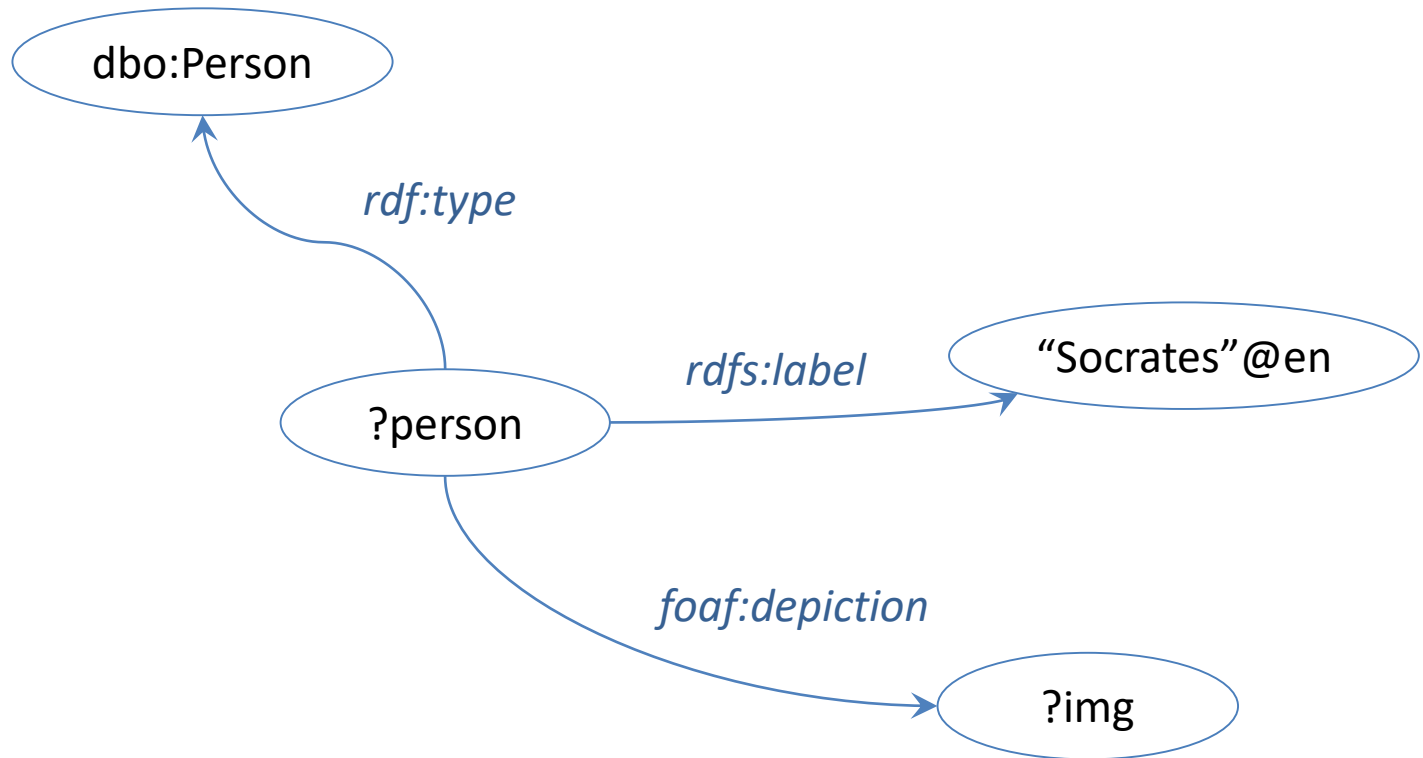 dbo:Person
rdf:type
rdfs:label
“Socrates”@en
?person
foaf:depiction
?img